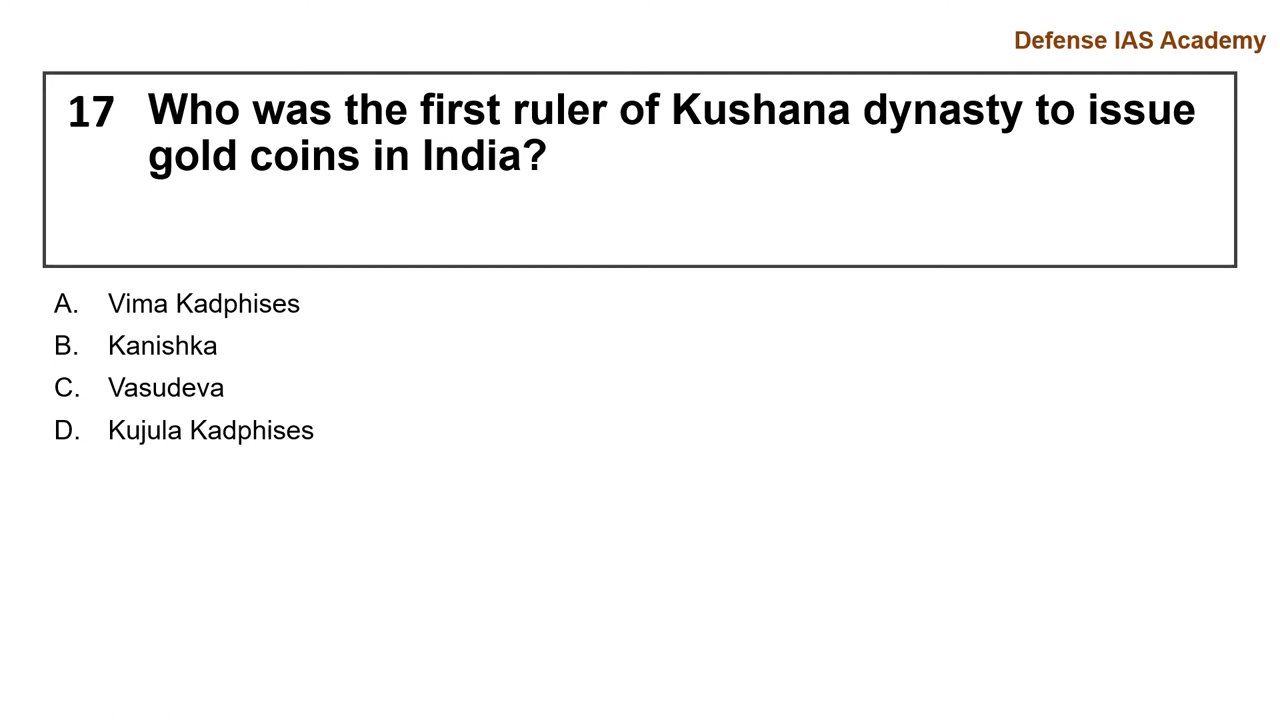 Defense IAS Academy
17 Who was the first ruler of Kushana dynasty to issue
gold coins in India?
A. Vima Kadphises
B. Kanishka
C. Vasudeva
D. Kujula Kadphises